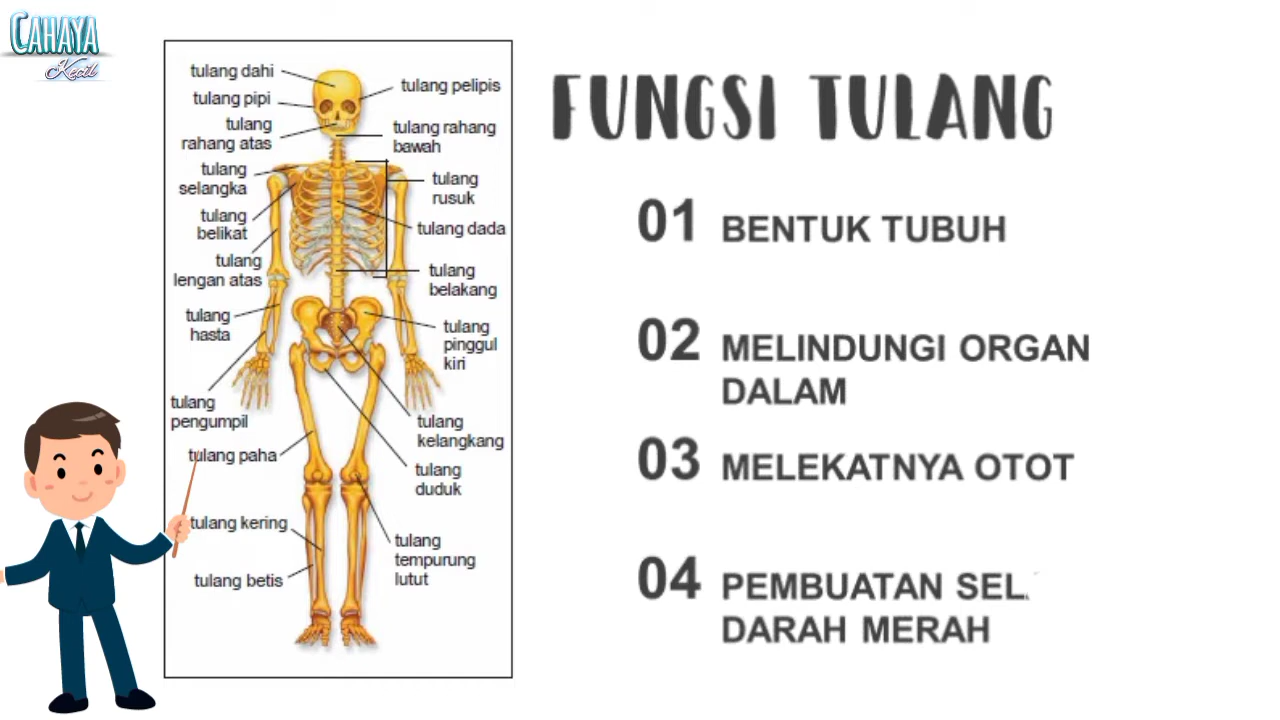 CAHAYA
Kecil
tulang dahi
tulang pelipis
tulang pipi
tulang
rahang atas
tulang rahang
bawah
tulang
selangka
tulang
rusuk
tulang
belikat
tulang dada
tulang
lengan atas
tulang
belakang
tulang
hasta
tulang
pinggul
kiri
tulang
pengumpil
tulang
kelangkang
tulang paha
tulang
duduk
tulang kering
tulang
tempurung
lutut
tulang betis
FUNGSI TULANG
01 BENTUK TUBUH
02 MELINDUNGI ORGAN
DALAM
03 MELEKATNYA OTOT
04 PEMBUATAN SEL
DARAH MERAH